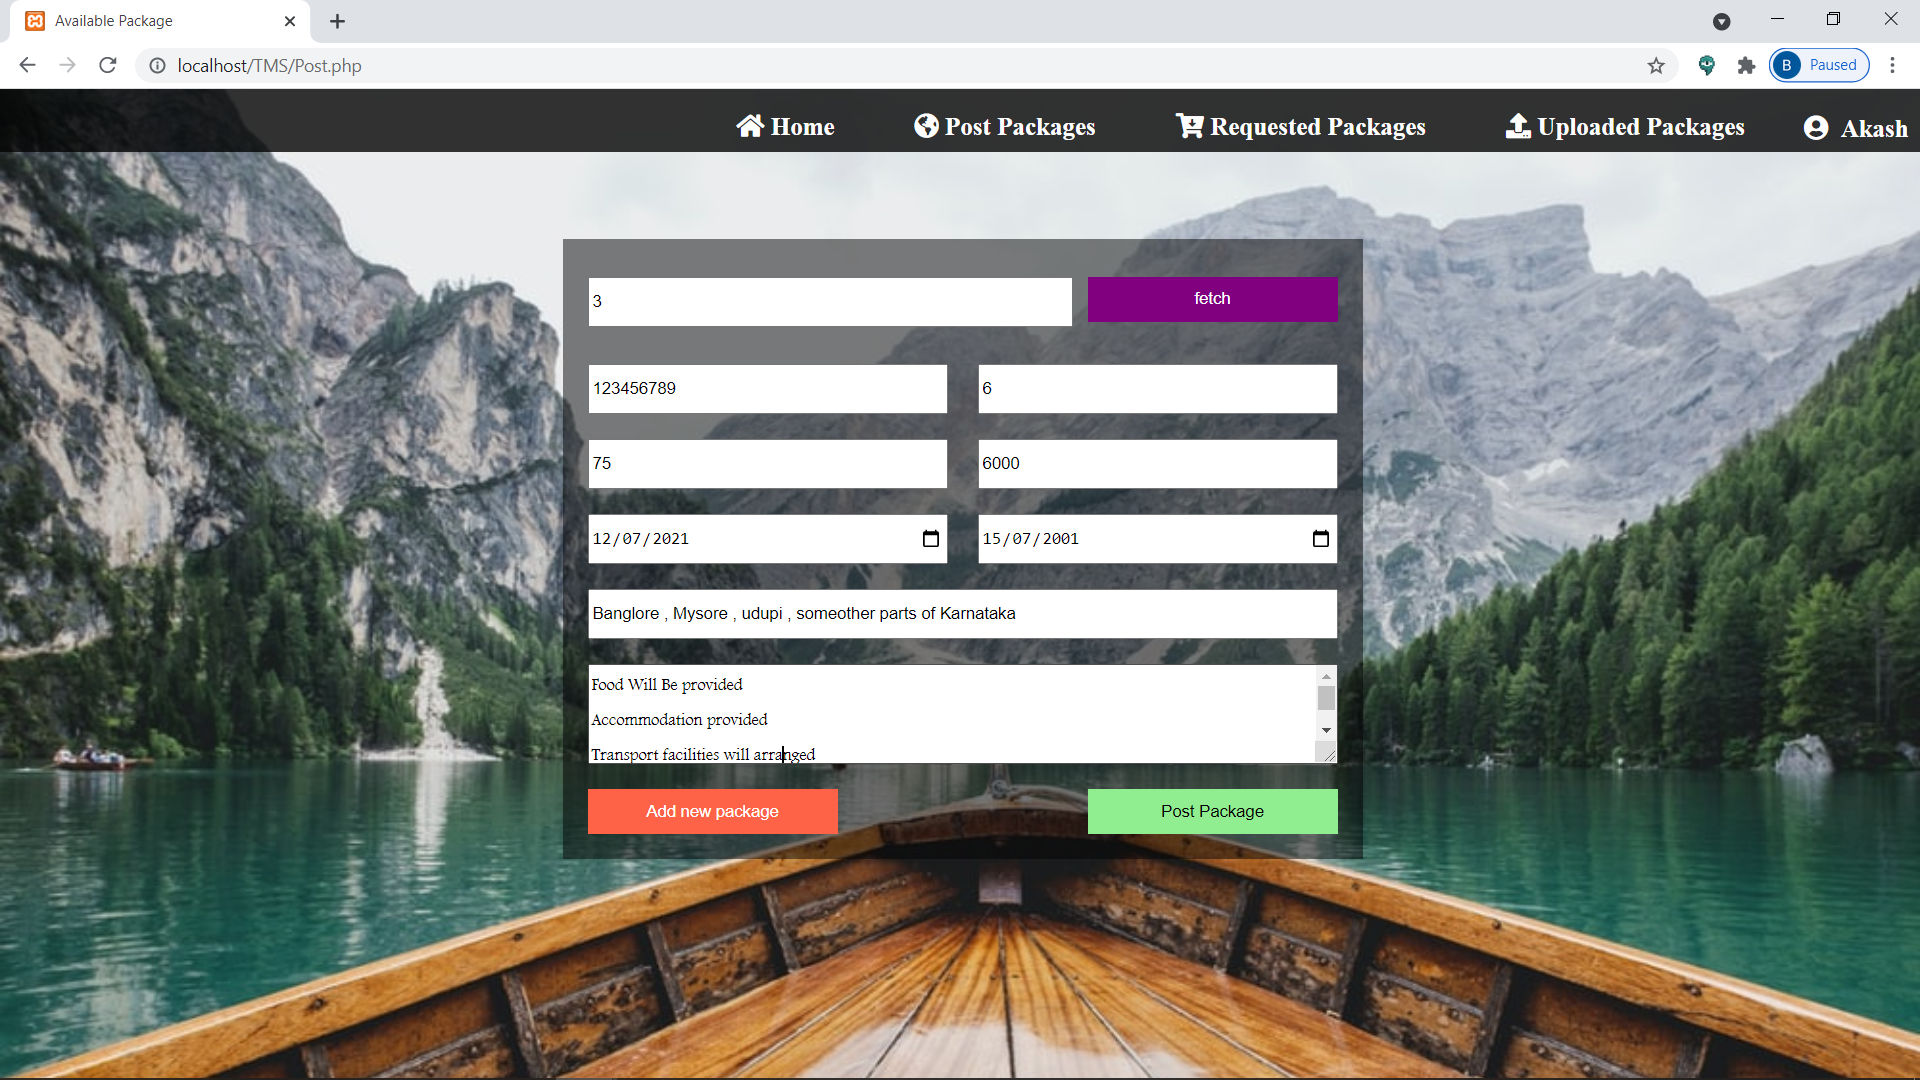 Available Package
localhost/TMS/Post.php
B Paused
Home Post Packages Requested Packages Uploaded Packages Akash
3 fetch
123456789 6
75 6000
12/07/2021 15/07/2001
Banglore , Mysore , udupi , someother parts of Karnataka
Food Will Be provided
Accommodation provided
Transport facilities will arranged
Add new package Post Package